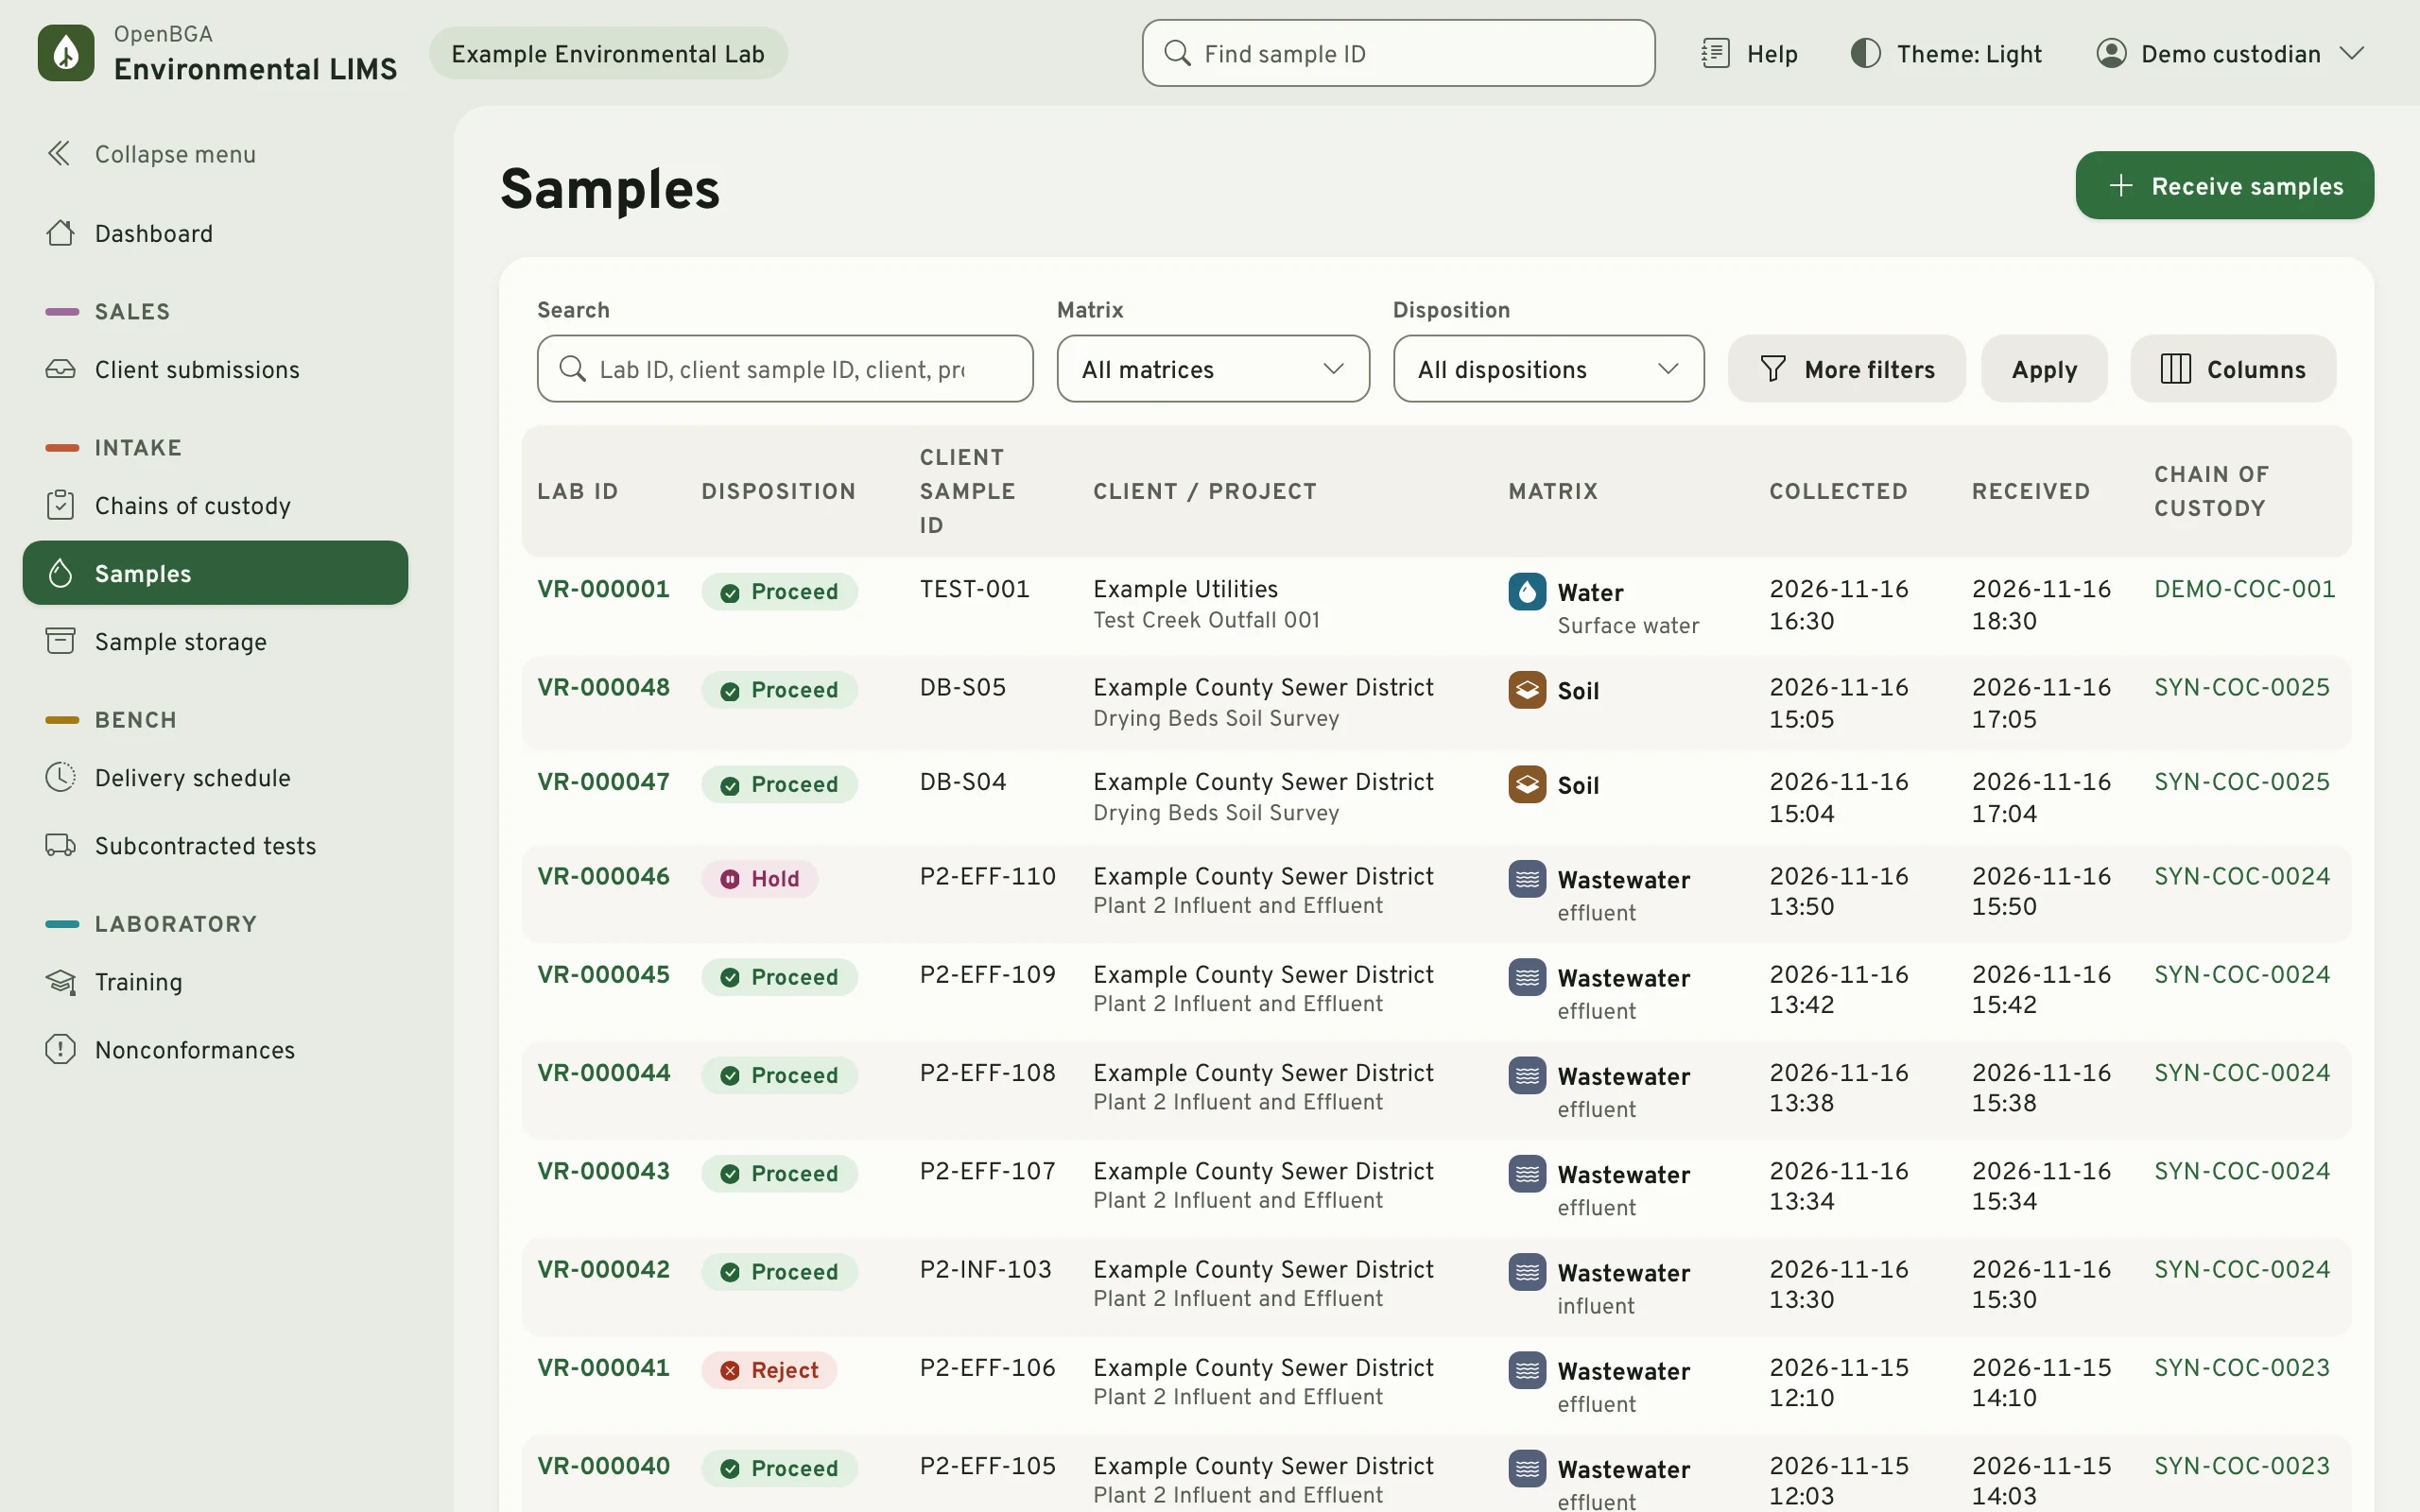 OpenBGA
Environmental LIMS
Example Environmental Lab
Find sample ID
Help
Theme: Light
Demo custodian
Collapse menu
Dashboard
SALES
Client submissions
INTAKE
Chains of custody
Samples
Sample storage
BENCH
Delivery schedule
Subcontracted tests
LABORATORY
Training
Nonconformances
Samples
Receive samples
Search
Matrix
Disposition
Lab ID, client sample ID, client, pr
All matrices
All dispositions
More filters
Apply
Columns
LAB ID
DISPOSITION
CLIENT SAMPLE ID
CLIENT / PROJECT
MATRIX
COLLECTED
RECEIVED
CHAIN OF CUSTODY
VR-000001 Proceed TEST-001 Example Utilities Water 2026-11-16 2026-11-16 DEMO-COC-001
Test Creek Outfall 001 Surface water 16:30 18:30
VR-000048 Proceed DB-S05 Example County Sewer District Soil 2026-11-16 2026-11-16 SYN-COC-0025
Drying Beds Soil Survey 15:05 17:05
VR-000047 Proceed DB-S04 Example County Sewer District Soil 2026-11-16 2026-11-16 SYN-COC-0025
Drying Beds Soil Survey 15:04 17:04
VR-000046 Hold P2-EFF-110 Example County Sewer District Wastewater 2026-11-16 2026-11-16 SYN-COC-0024
Plant 2 Influent and Effluent effluent 13:50 15:50
VR-000045 Proceed P2-EFF-109 Example County Sewer District Wastewater 2026-11-16 2026-11-16 SYN-COC-0024
Plant 2 Influent and Effluent effluent 13:42 15:42
VR-000044 Proceed P2-EFF-108 Example County Sewer District Wastewater 2026-11-16 2026-11-16 SYN-COC-0024
Plant 2 Influent and Effluent effluent 13:38 15:38
VR-000043 Proceed P2-EFF-107 Example County Sewer District Wastewater 2026-11-16 2026-11-16 SYN-COC-0024
Plant 2 Influent and Effluent effluent 13:34 15:34
VR-000042 Proceed P2-INF-103 Example County Sewer District Wastewater 2026-11-16 2026-11-16 SYN-COC-0024
Plant 2 Influent and Effluent influent 13:30 15:30
VR-000041 Reject P2-EFF-106 Example County Sewer District Wastewater 2026-11-15 2026-11-15 SYN-COC-0023
Plant 2 Influent and Effluent effluent 12:10 14:10
VR-000040 Proceed P2-EFF-105 Example County Sewer District Wastewater 2026-11-15 2026-11-15 SYN-COC-0023
Plant 2 Influent and Effluent effluent 12:03 14:03